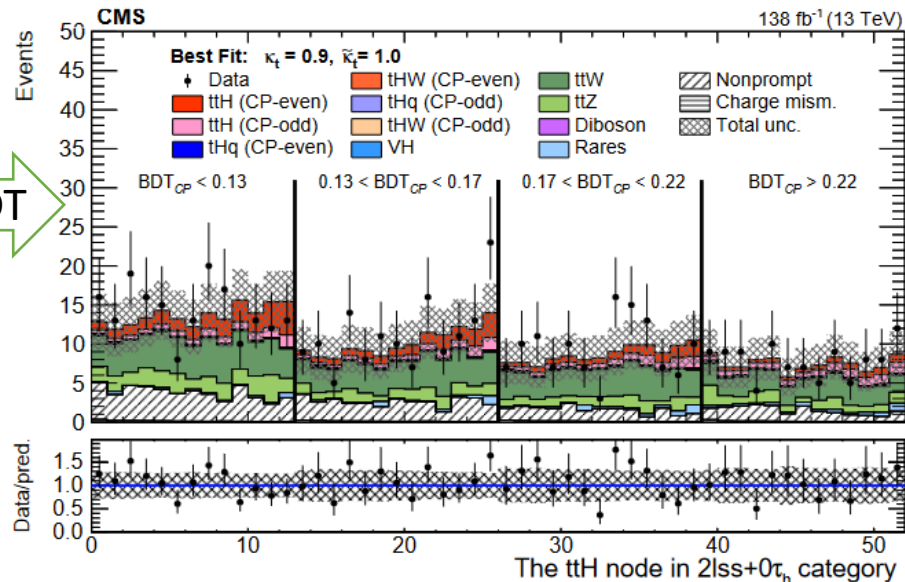 CMS 138 fb⁻¹ (13 TeV)
Events
50
45
40
35
30
25
20
15
10
5
0
Best Fit: κt = 0.9, κ̃t = 1.0
Data tHW (CP-even) ttW Nonprompt
ttH (CP-even) tHq (CP-odd) ttZ Charge mism.
ttH (CP-odd) tHW (CP-odd) Diboson Total unc.
tHq (CP-even) VH Rares
BDTCP < 0.13 0.13 < BDTCP < 0.17 0.17 < BDTCP < 0.22 BDTCP > 0.22
Data/pred.
1.5
1.0
0.5
0.0
0 10 20 30 40 50
The ttH node in 2lss+0τh category